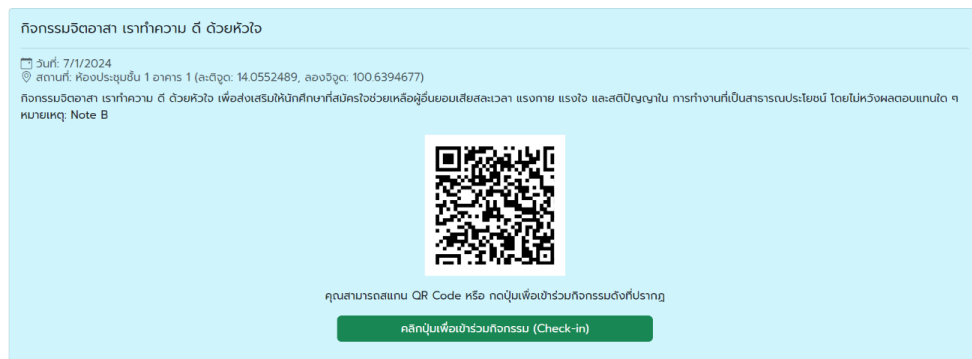 กิจกรรมจิตอาสา เราทำความ ดี ด้วยหัวใจ
วันที่: 7/1/2024
สถานที่: ห้องประชุมชั้น 1 อาคาร 1 (ละติจูด: 14.0552489, ลองจิจูด: 100.6394677)
กิจกรรมจิตอาสา เราทำความ ดี ด้วยหัวใจ เพื่อส่งเสริมให้นักศึกษาที่สมัครใจช่วยเหลือผู้อื่นยอมเสียสละเวลา แรงกาย แรงใจ และสติปัญญาใน การทำงานที่เป็นสาธารณประโยชน์ โดยไม่หวังผลตอบแทนใด ๆ
หมายเหตุ: Note B
คุณสามารถสแกน QR Code หรือ กดปุ่มเพื่อเข้าร่วมกิจกรรมดังที่ปรากฎ
คลิกปุ่มเพื่อเข้าร่วมกิจกรรม (Check-in)